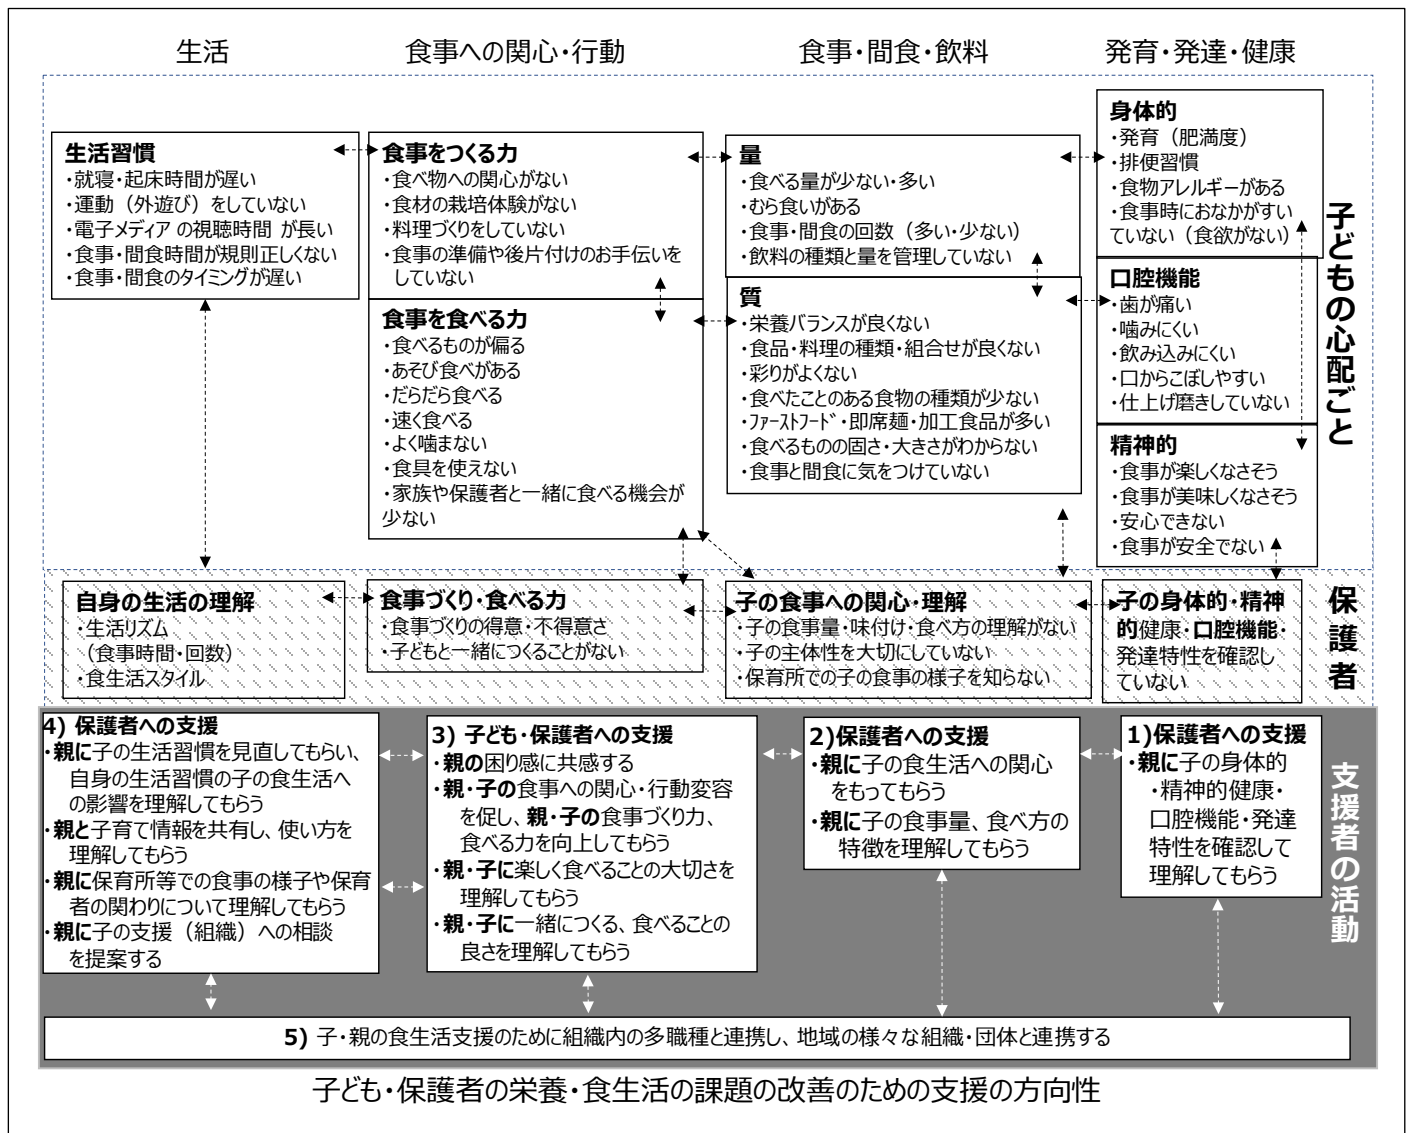 生活
食事への関心・行動
食事・間食・飲料
発育・発達・健康
生活習慣
・就寝・起床時間が遅い
・運動（外遊び）をしていない
・電子メディア の視聴時間 が長い
・食事・間食時間が規則正しくない
・食事・間食のタイミングが遅い
食事をつくる力
・食べ物への関心がない
・食材の栽培体験がない
・料理づくりをしていない
・食事の準備や後片付けのお手伝いを
していない
食事を食べる力
・食べるものが偏る
・あそび食べがある
・だらだら食べる
・速く食べる
・よく噛まない
・食具を使えない
・家族や保護者と一緒に食べる機会が
少ない
量
・食べる量が少ない・多い
・むら食いがある
・食事・間食の回数（多い・少ない）
・飲料の種類と量を管理していない
質
・栄養バランスが良くない
・食品・料理の種類・組合せが良くない
・彩りがよくない
・食べたことのある食物の種類が少ない
・ﾌｧｰｽﾄﾌｰﾄﾞ・即席麺・加工食品が多い
・食べるものの固さ・大きさがわからない
・食事と間食に気をつけていない
身体的
・発育（肥満度）
・排便習慣
・食物アレルギーがある
・食事時におなかがすい
ていない（食欲がない）
口腔機能
・歯が痛い
・噛みにくい
・飲み込みにくい
・口からこぼしやすい
・仕上げ磨きしていない
精神的
・食事が楽しくなさそう
・食事が美味しくなさそう
・安心できない
・食事が安全でない
子どもの心配ごと
自身の生活の理解
・生活リズム
（食事時間・回数）
・食生活スタイル
食事づくり・食べる力
・食事づくりの得意・不得意さ
・子どもと一緒につくることがない
子の食事への関心・理解
・子の食事量・味付け・食べ方の理解がない
・子の主体性を大切にしていない
・保育所での子の食事の様子を知らない
子の身体的・精神
的健康・口腔機能・
発達特性を確認し
ていない
保護者
4) 保護者への支援
・親に子の生活習慣を見直してもらい、
自身の生活習慣の子の食生活へ
の影響を理解してもらう
・親と子育て情報を共有し、使い方を
理解してもらう
・親に保育所等での食事の様子や保育
者の関わりについて理解してもらう
・親に子の支援（組織）への相談
を提案する
3) 子ども・保護者への支援
・親の困り感に共感する
・親・子の食事への関心・行動変容
を促し、親・子の食事づくり力、
食べる力を向上してもらう
・親・子に楽しく食べることの大切さを
理解してもらう
・親・子に一緒につくる、食べることの
良さを理解してもらう
2)保護者への支援
・親に子の食生活への関心
をもってもらう
・親に子の食事量、食べ方の
特徴を理解してもらう
1)保護者への支援
・親に子の身体的
・精神的健康・
口腔機能・発達
特性を確認して
理解してもらう
支援者の活動
5) 子・親の食生活支援のために組織内の多職種と連携し、地域の様々な組織・団体と連携する
子ども・保護者の栄養・食生活の課題の改善のための支援の方向性